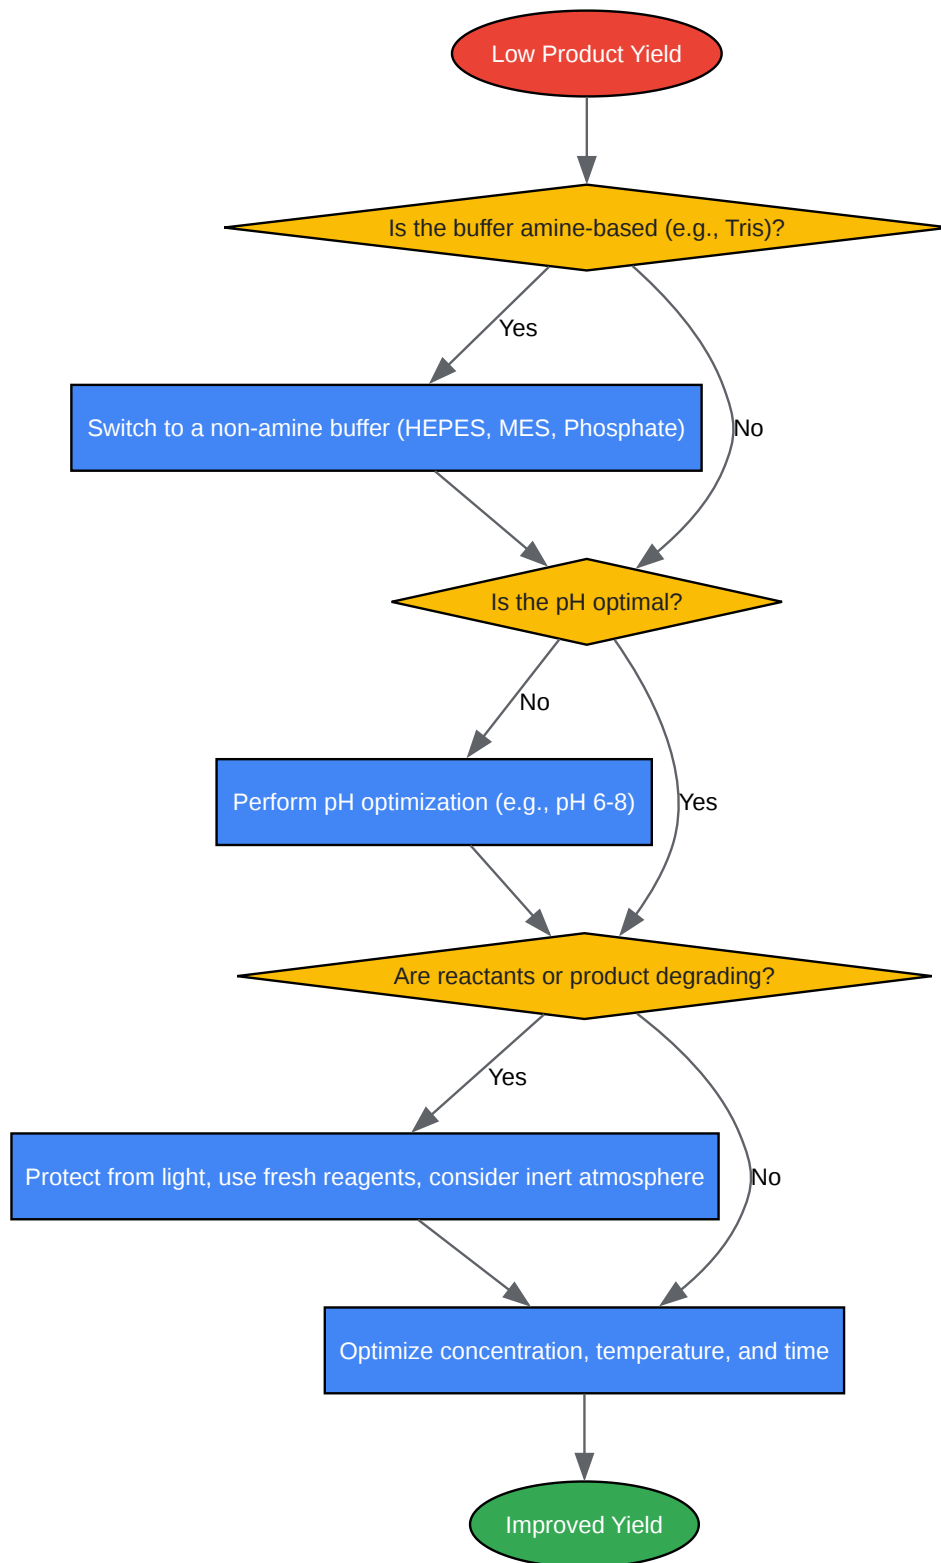 Low Product Yield
Is the buffer amine-based (e.g., Tris)?
Yes
Switch to a non-amine buffer (HEPES, MES, Phosphate)
No
Is the pH optimal?
No
Perform pH optimization (e.g., pH 6-8)
Yes
Are reactants or product degrading?
Yes
Protect from light, use fresh reagents, consider inert atmosphere
No
Optimize concentration, temperature, and time
Improved Yield